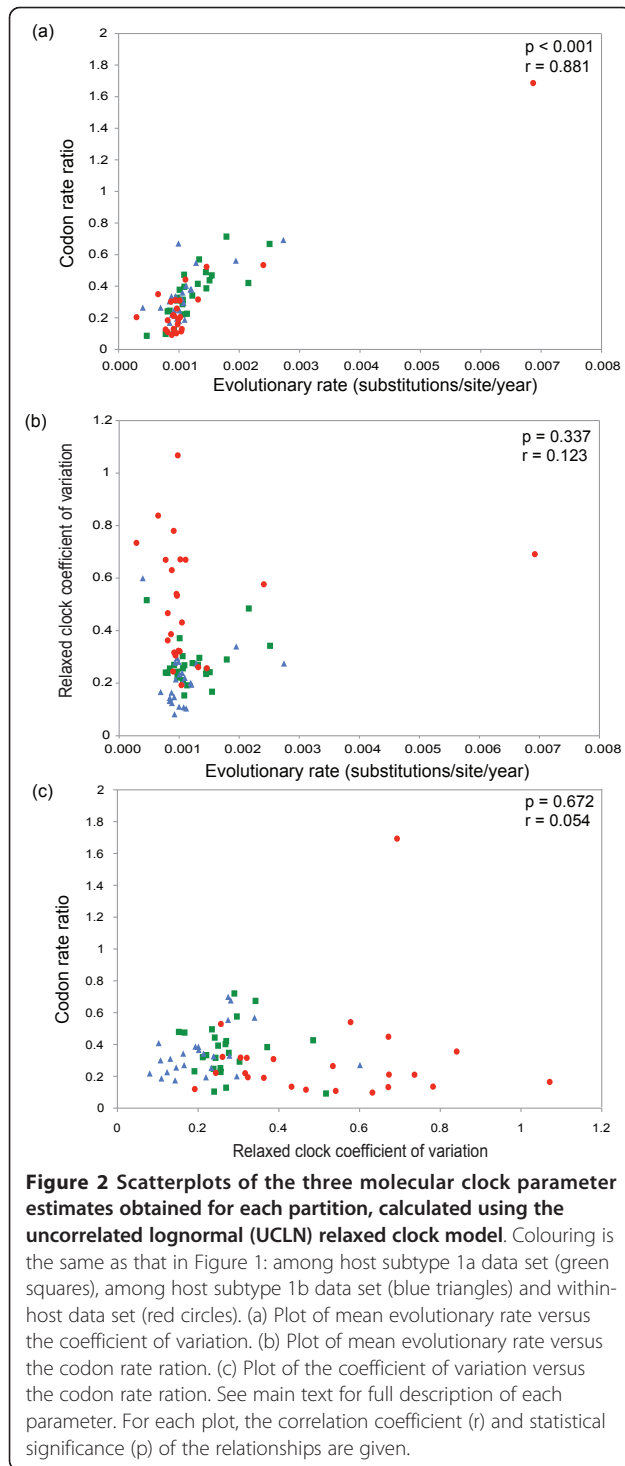 (a)
2
1.8
1.6
1.4
1.2
1
0.8
0.6
0.4
0.2
0
Codon rate ratio
p < 0.001
r = 0.881
0.000 0.001 0.002 0.003 0.004 0.005 0.006 0.007 0.008
Evolutionary rate (substitutions/site/year)
(b)
1.2
1
0.8
0.6
0.4
0.2
0
Relaxed clock coefficient of variation
p = 0.337
r = 0.123
0.000 0.001 0.002 0.003 0.004 0.005 0.006 0.007 0.008
Evolutionary rate (substitutions/site/year)
(c)
2
1.8
1.6
1.4
1.2
1
0.8
0.6
0.4
0.2
0
Codon rate ratio
p = 0.672
r = 0.054
0 0.2 0.4 0.6 0.8 1 1.2
Relaxed clock coefficient of variation
Figure 2 Scatterplots of the three molecular clock parameter
estimates obtained for each partition, calculated using the
uncorrelated lognormal (UCLN) relaxed clock model. Colouring is
the same as that in Figure 1: among host subtype 1a data set (green
squares), among host subtype 1b data set (blue triangles) and within-
host data set (red circles). (a) Plot of mean evolutionary rate versus
the coefficient of variation. (b) Plot of mean evolutionary rate versus
the codon rate ration. (c) Plot of the coefficient of variation versus
the codon rate ration. See main text for full description of each
parameter. For each plot, the correlation coefficient (r) and statistical
significance (p) of the relationships are given.